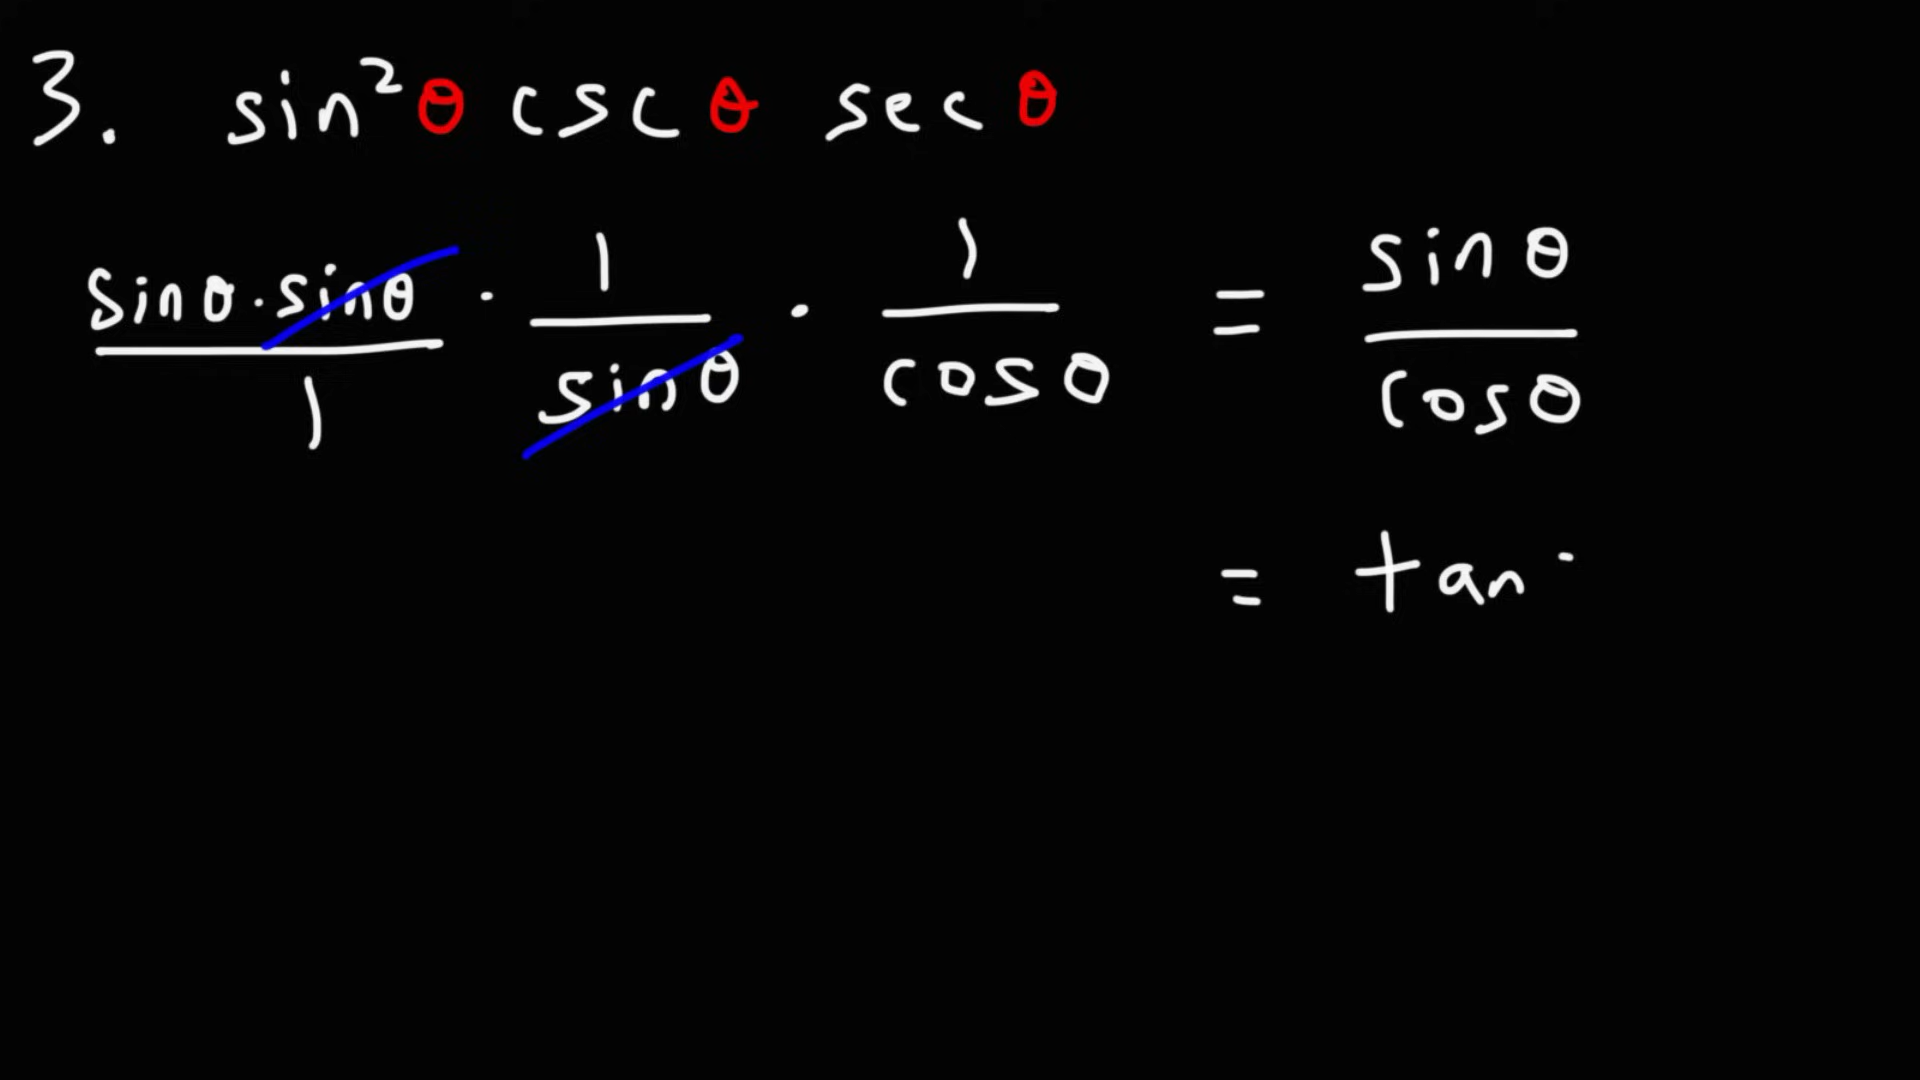 3. sin²θ cscθ secθ
(sinθ·sinθ)/1 · 1/sinθ · 1/cosθ = sinθ/cosθ
= tan